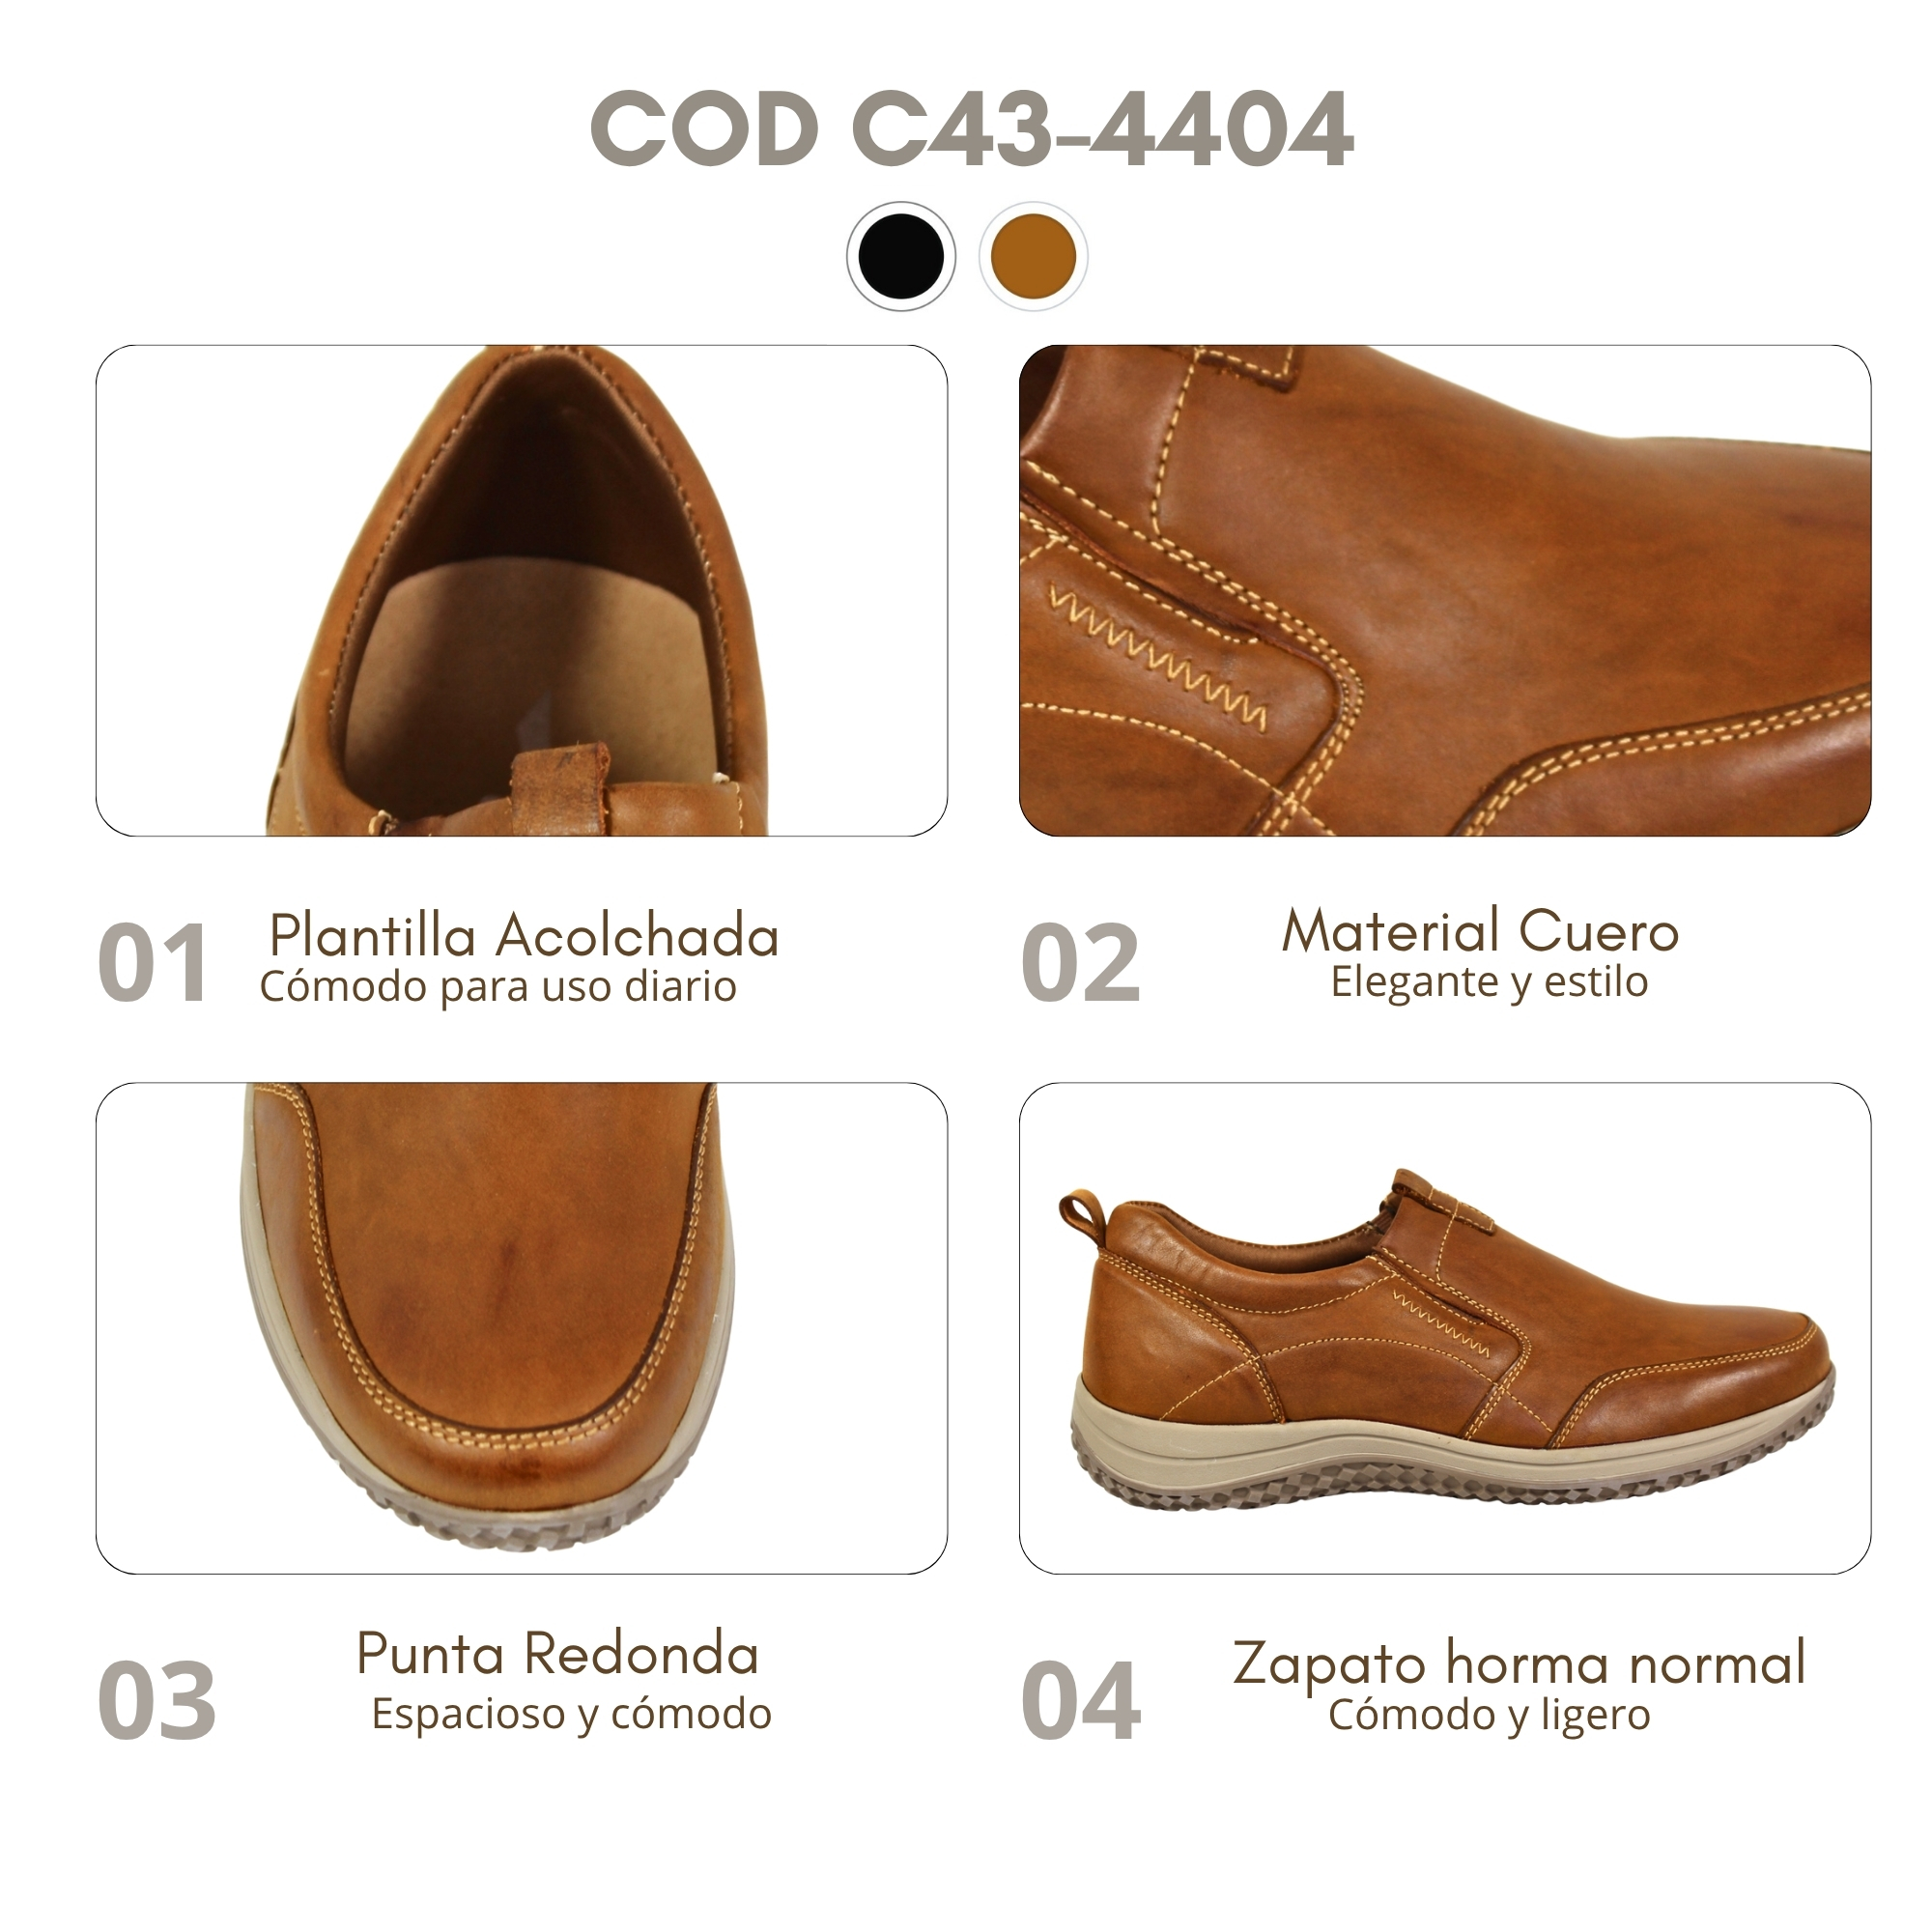 COD C43-4404
01
Plantilla Acolchada
Cómodo para uso diario
02
Material Cuero
Elegante y estilo
03
Punta Redonda
Espacioso y cómodo
04
Zapato horma normal
Cómodo y ligero